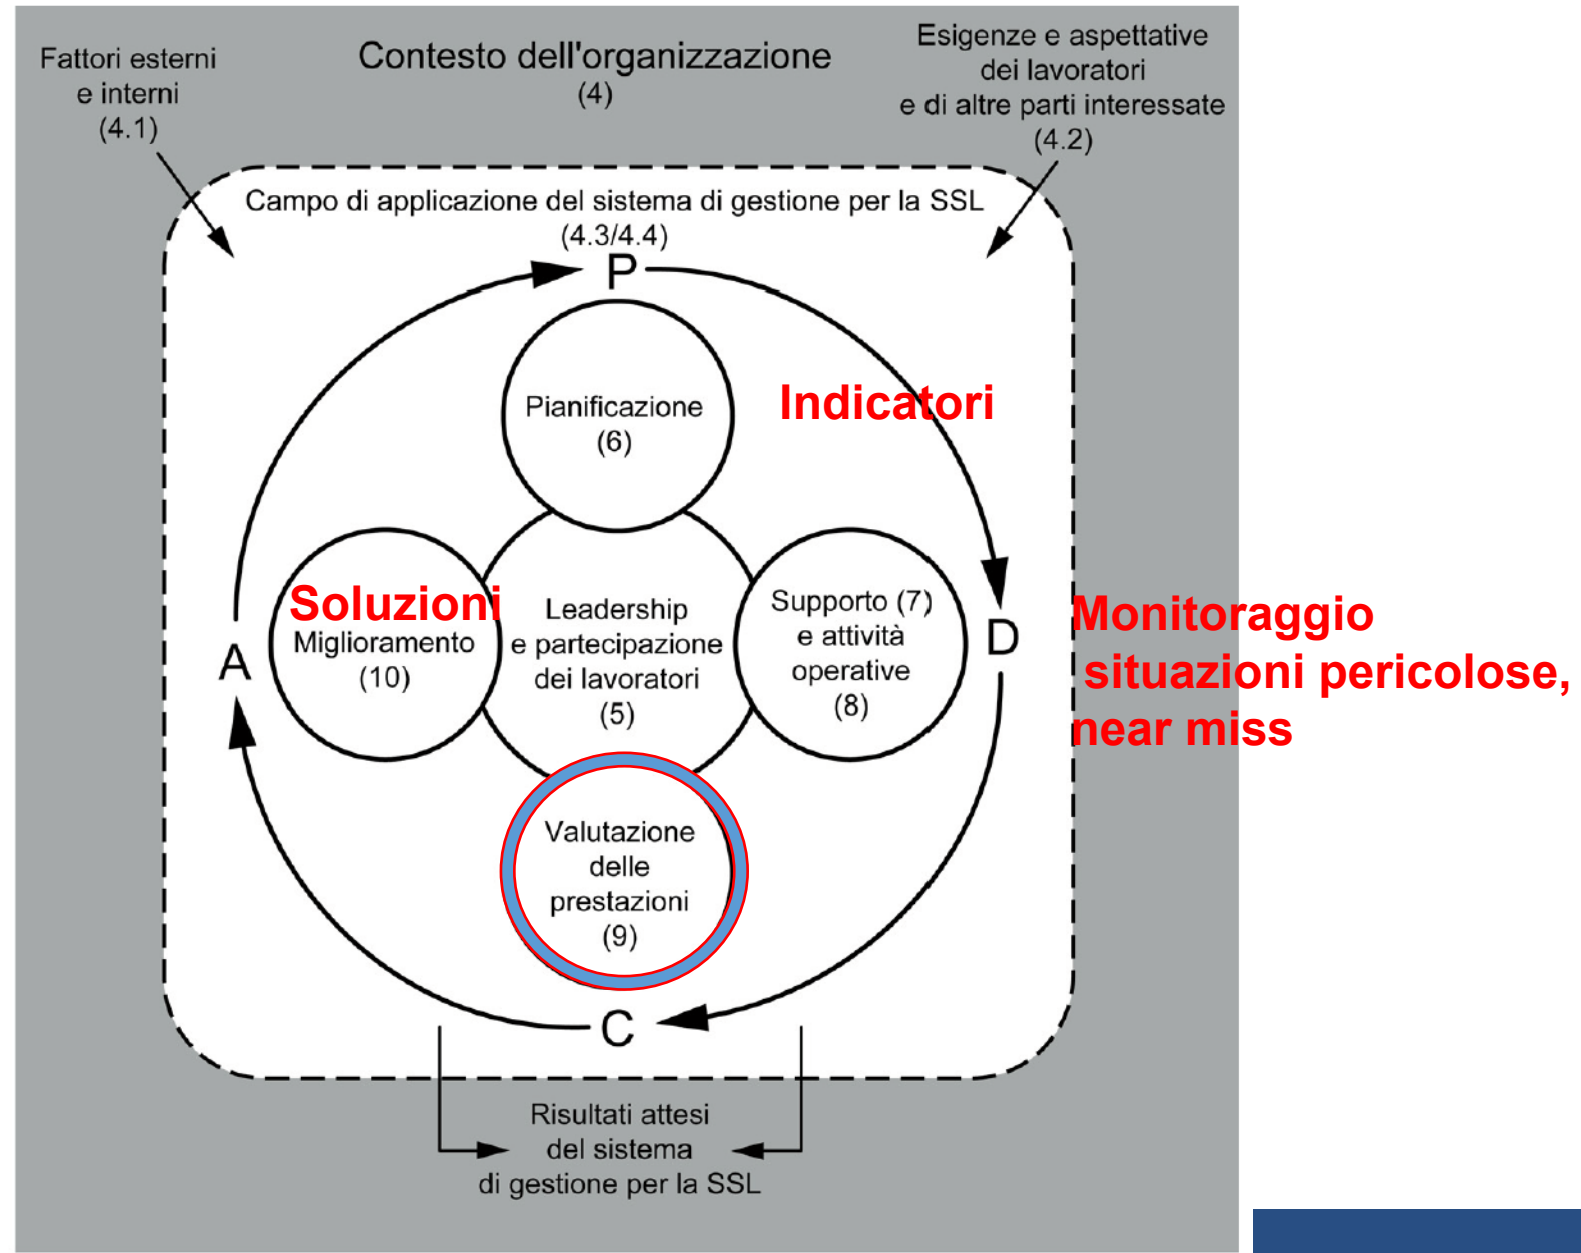 Fattori esterni
e interni
(4.1)
Contesto dell'organizzazione
(4)
Esigenze e aspettative
dei lavoratori
e di altre parti interessate
(4.2)
Campo di applicazione del sistema di gestione per la SSL
(4.3/4.4)
P
Pianificazione
(6)
Indicatori
Soluzioni
Miglioramento
(10)
A
Leadership
e partecipazione
dei lavoratori
(5)
Supporto (7)
e attività
operative
(8)
D
Monitoraggio
situazioni pericolose,
near miss
Valutazione
delle
prestazioni
(9)
C
Risultati attesi
del sistema
di gestione per la SSL